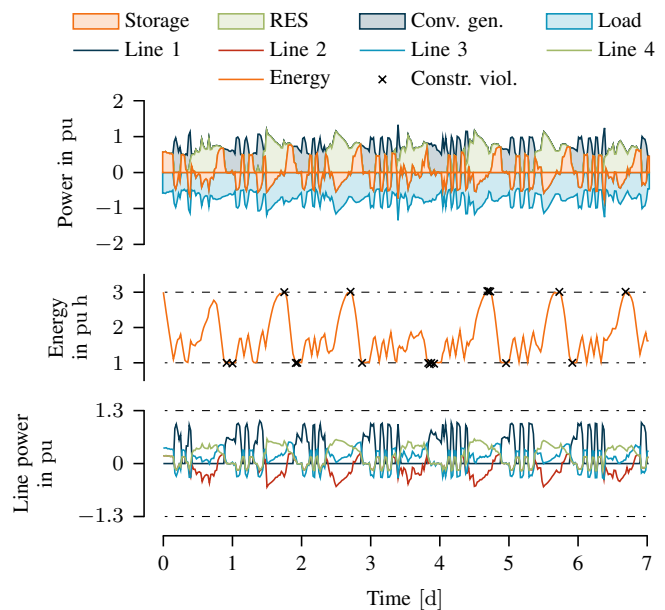 Storage RES Conv. gen. Load
Line 1 Line 2 Line 3 Line 4
Energy Constr. viol.
Power in pu
2
1
0
−1
−2
Energy
in pu h
3
2
1
Line power
in pu
1.3
0
−1.3
0 1 2 3 4 5 6 7
Time [d]